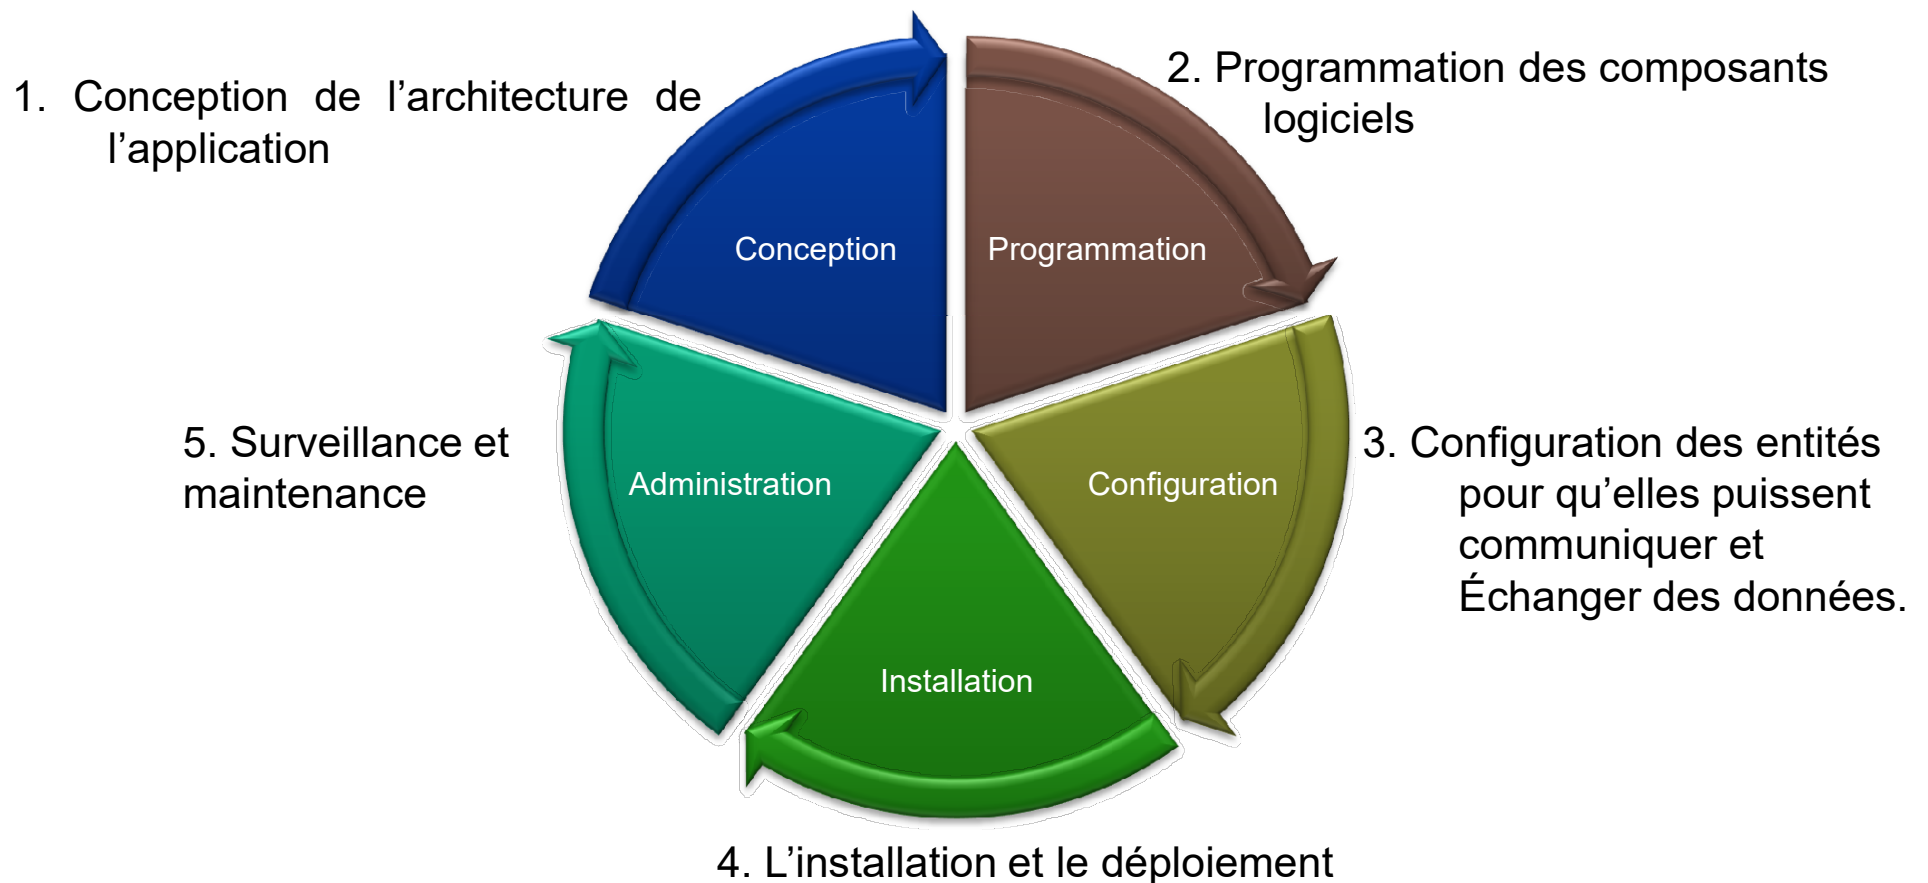 1. Conception de l’architecture de
l’application
2. Programmation des composants
logiciels
Conception
Programmation
5. Surveillance et
maintenance
Administration
Configuration
3. Configuration des entités
pour qu’elles puissent
communiquer et
Échanger des données.
Installation
4. L’installation et le déploiement